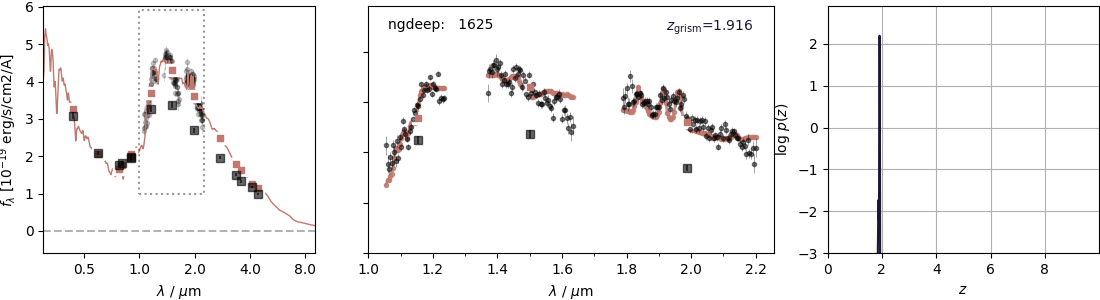 6
5
4
3
2
1
0
f_λ [10⁻¹⁹ erg/s/cm2/A]
0.5 1.0 2.0 4.0 8.0
λ / μm
ngdeep: 1625
z_grism=1.916
1.0 1.2 1.4 1.6 1.8 2.0 2.2
λ / μm
2
1
0
−1
−2
−3
log p(z)
0 2 4 6 8
z